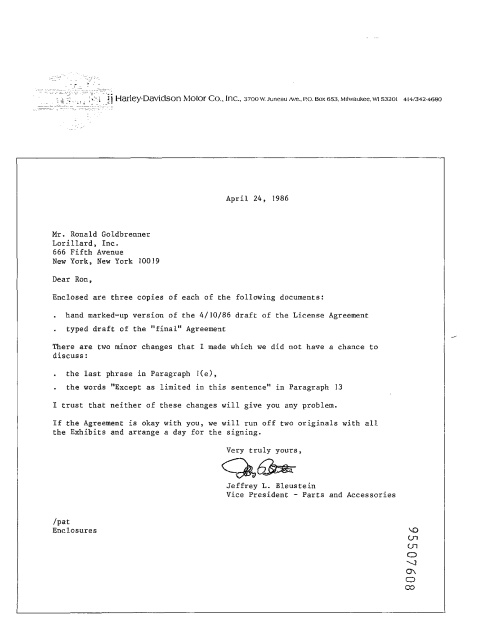 Harley-Davidson Motor Co., Inc., 3700 W. Juneau Ave., P.O. Box 653, Milwaukee, WI 53201 414/342-4680
April 24, 1986
Mr. Ronald Goldbrenner
Lorillard, Inc.
666 Fifth Avenue
New York, New York 10019
Dear Ron,
Enclosed are three copies of each of the following documents:
. hand marked-up version of the 4/10/86 draft of the License Agreement
. typed draft of the "final" Agreement
There are two minor changes that I made which we did not have a chance to
discuss:
. the last phrase in Paragraph 1(e),
. the words "Except as limited in this sentence" in Paragraph 13
I trust that neither of these changes will give you any problem.
If the Agreement is okay with you, we will run off two originals with all
the Exhibits and arrange a day for the signing.
Very truly yours,
Jeffrey L. Bleustein
Vice President - Parts and Accessories
/pat
Enclosures
95507608